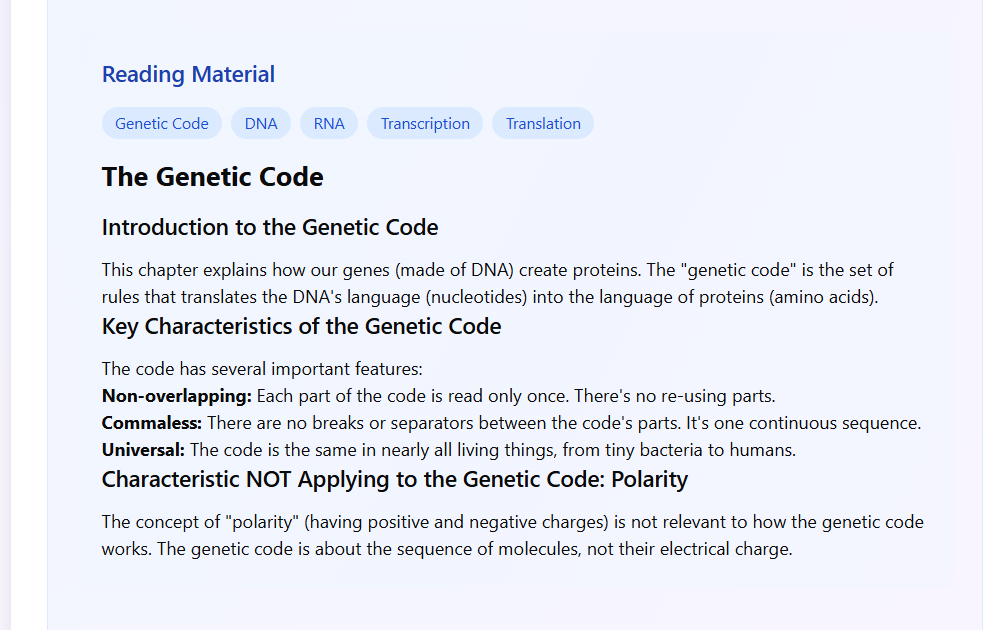 Reading Material
Genetic Code DNA RNA Transcription Translation
The Genetic Code
Introduction to the Genetic Code
This chapter explains how our genes (made of DNA) create proteins. The "genetic code" is the set of
rules that translates the DNA's language (nucleotides) into the language of proteins (amino acids).
Key Characteristics of the Genetic Code
The code has several important features:
Non-overlapping: Each part of the code is read only once. There's no re-using parts.
Commaless: There are no breaks or separators between the code's parts. It's one continuous sequence.
Universal: The code is the same in nearly all living things, from tiny bacteria to humans.
Characteristic NOT Applying to the Genetic Code: Polarity
The concept of "polarity" (having positive and negative charges) is not relevant to how the genetic code
works. The genetic code is about the sequence of molecules, not their electrical charge.